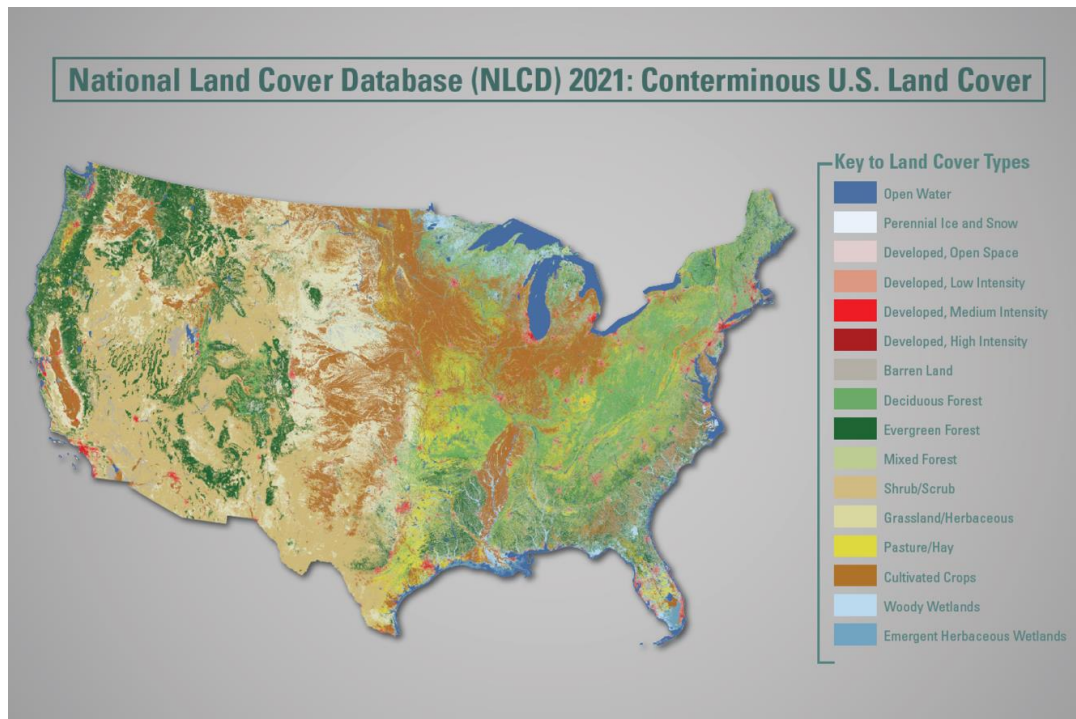 National Land Cover Database (NLCD) 2021: Conterminous U.S. Land Cover
Key to Land Cover Types
Open Water
Perennial Ice and Snow
Developed, Open Space
Developed, Low Intensity
Developed, Medium Intensity
Developed, High Intensity
Barren Land
Deciduous Forest
Evergreen Forest
Mixed Forest
Shrub/Scrub
Grassland/Herbaceous
Pasture/Hay
Cultivated Crops
Woody Wetlands
Emergent Herbaceous Wetlands